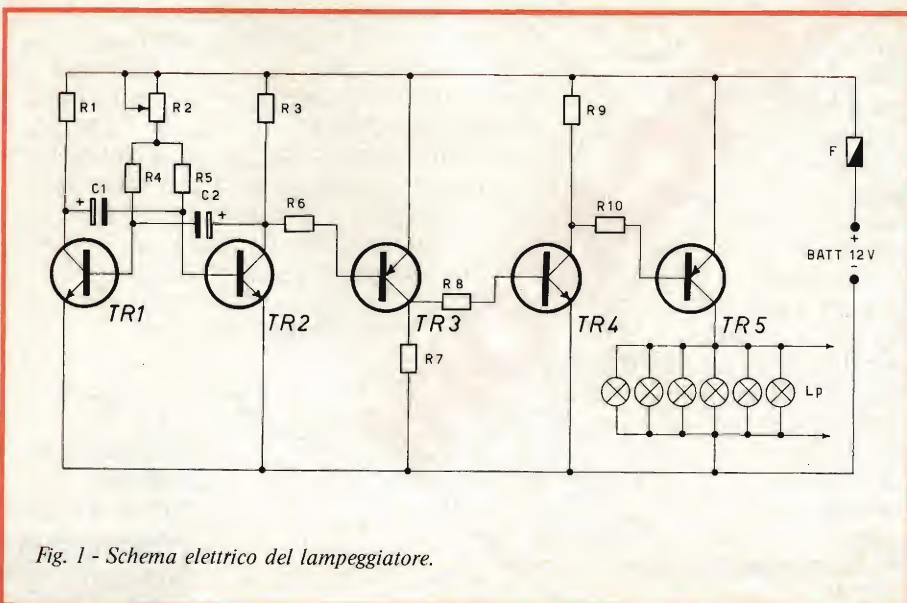 R1
R2
R3
R9
F
R4
R5
C1
C2
+
+
R6
R10
+
BATT 12V
-
R8
TR1
TR2
TR3
TR4
TR5
R7
Lp
Fig. 1 - Schema elettrico del lampeggiatore.